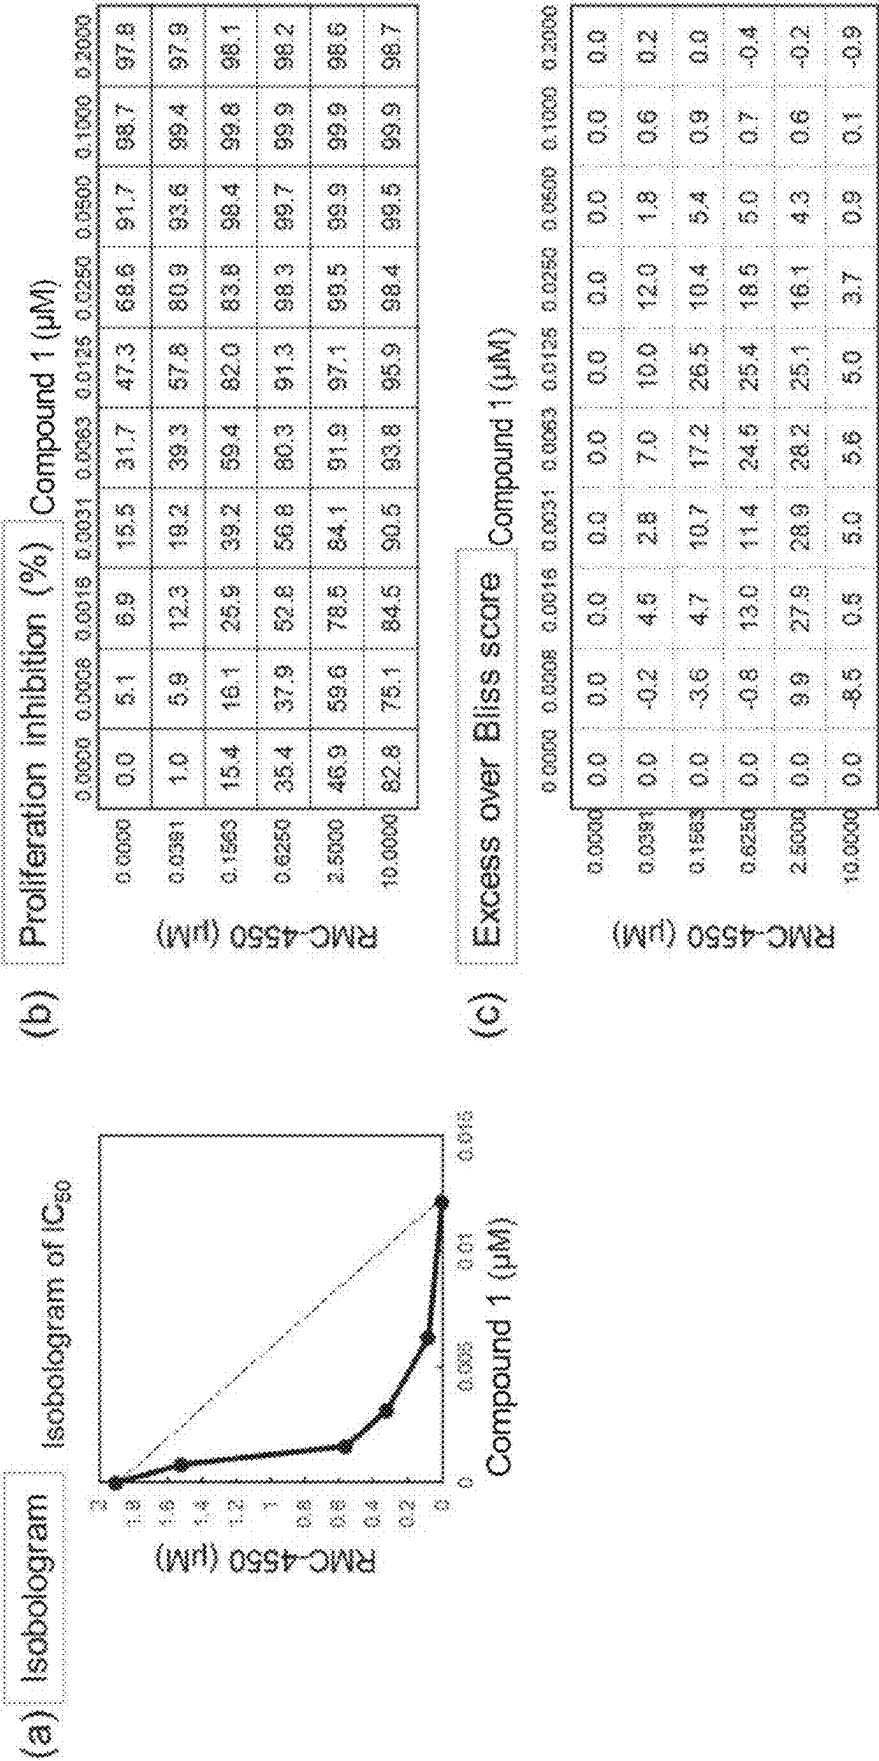 (a) Isobologram
Isobologram of IC50
RMC-4550 (μM)
2
1.8
1.6
1.4
1.2
1
0.8
0.6
0.4
0.2
0
0 0.005 0.01 0.015
Compound 1 (μM)
(b) Proliferation inhibition (%)
Compound 1 (μM)
0.0000 0.0008 0.0016 0.0031 0.0063 0.0125 0.0250 0.0500 0.1000 0.2000
RMC-4550 (μM)
0.0000 0.0 5.1 6.9 15.5 31.7 47.3 68.6 91.7 98.7 97.8
0.0391 1.0 5.9 12.3 19.2 39.3 57.8 80.9 93.6 99.4 97.9
0.1563 15.4 16.1 25.9 39.2 59.4 82.0 83.8 98.4 99.8 98.1
0.6250 35.4 37.9 52.8 56.8 80.3 91.3 98.3 99.7 99.9 98.2
2.5000 46.9 59.6 78.5 84.1 91.9 97.1 99.5 99.9 99.9 98.6
10.0000 82.8 75.1 84.5 90.5 93.8 95.9 98.4 99.5 99.9 98.7
(c) Excess over Bliss score
Compound 1 (μM)
0.0000 0.0008 0.0016 0.0031 0.0063 0.0125 0.0250 0.0500 0.1000 0.2000
RMC-4550 (μM)
0.0000 0.0 0.0 0.0 0.0 0.0 0.0 0.0 0.0 0.0 0.0
0.0391 0.0 -0.2 4.5 2.8 7.0 10.0 12.0 1.8 0.6 0.2
0.1563 0.0 -3.6 4.7 10.7 17.2 26.5 10.4 5.4 0.9 0.0
0.6250 0.0 -0.8 13.0 11.4 24.5 25.4 18.5 5.0 0.7 -0.4
2.5000 0.0 9.9 27.9 28.9 28.2 25.1 16.1 4.3 0.6 -0.2
10.0000 0.0 -8.5 0.5 5.0 5.6 5.0 3.7 0.9 0.1 -0.9